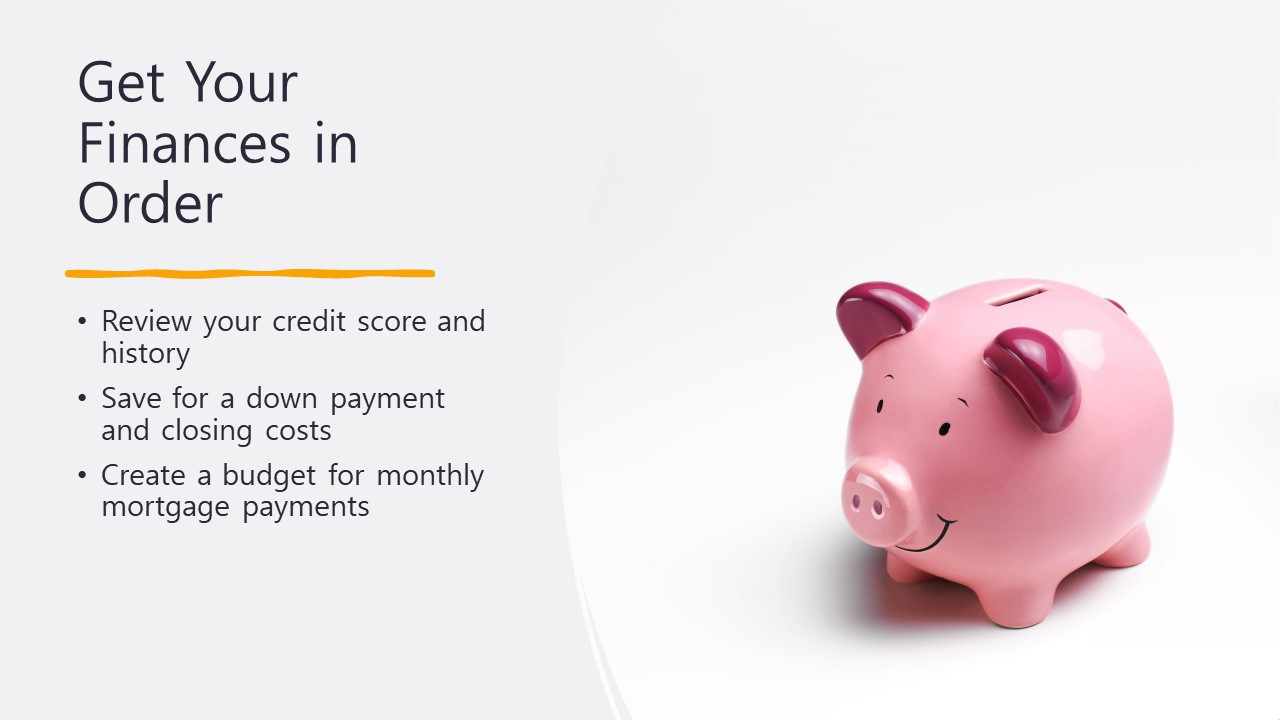 Get Your
Finances in
Order
• Review your credit score and
history
• Save for a down payment
and closing costs
• Create a budget for monthly
mortgage payments